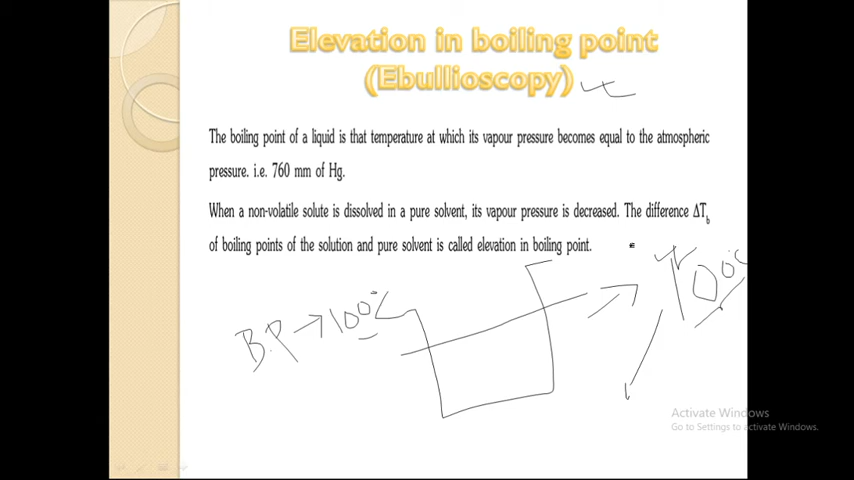 Elevation in boiling point
(Ebullioscopy)
The boiling point of a liquid is that temperature at which its vapour pressure becomes equal to the atmospheric
pressure. i.e. 760 mm of Hg.
When a non-volatile solute is dissolved in a pure solvent, its vapour pressure is decreased. The difference ΔTb
of boiling points of the solution and pure solvent is called elevation in boiling point.
B.P → 100°C
Activate Windows
Go to Settings to activate Windows.